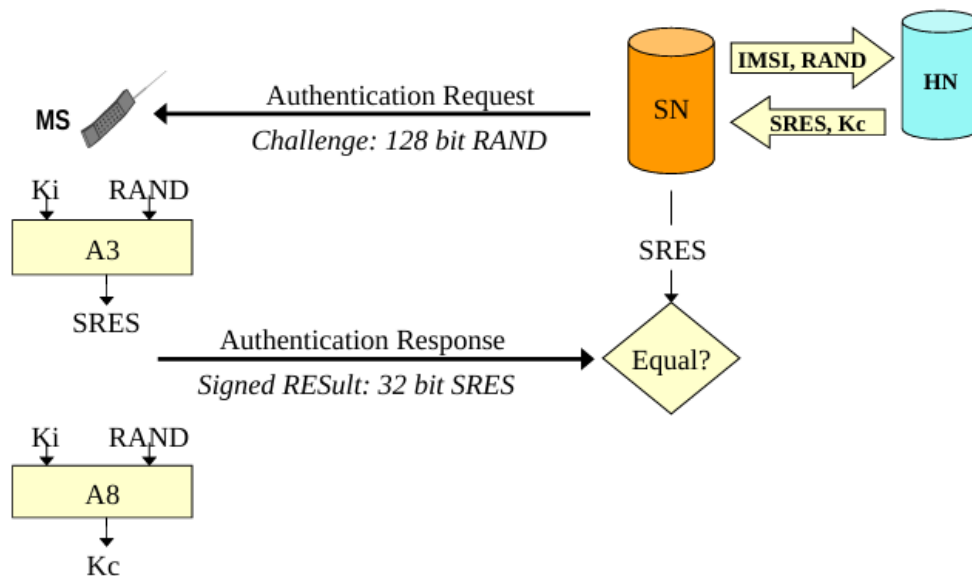 IMSI, RAND
HN
SRES, Kc
SN
MS
Authentication Request
Challenge: 128 bit RAND
Ki RAND
A3
SRES
SRES
Authentication Response
Signed RESult: 32 bit SRES
Equal?
Ki RAND
A8
Kc